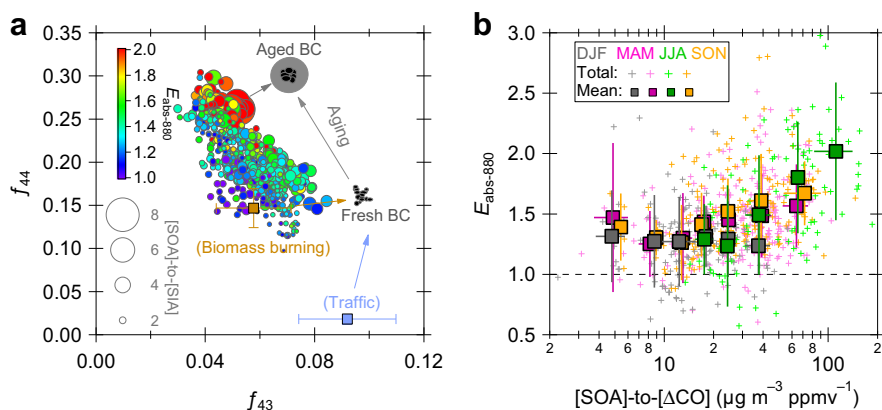 a
0.35
0.30
0.25
0.20
0.15
0.10
0.05
0.00
f44
0.00
0.04
0.08
0.12
f43
2.0
1.8
1.6
1.4
1.2
1.0
Eabs-880
Aged BC
Aging
Fresh BC
(Biomass burning)
(Traffic)
8
6
4
2
[SOA]-to-[SIA]
b
3.0
2.5
2.0
1.5
1.0
0.5
Eabs-880
DJF MAM JJA SON
Total:
Mean:
2 4 6 8 10 2 4 6 8 100
[SOA]-to-[ΔCO] (µg m−3 ppmv−1)